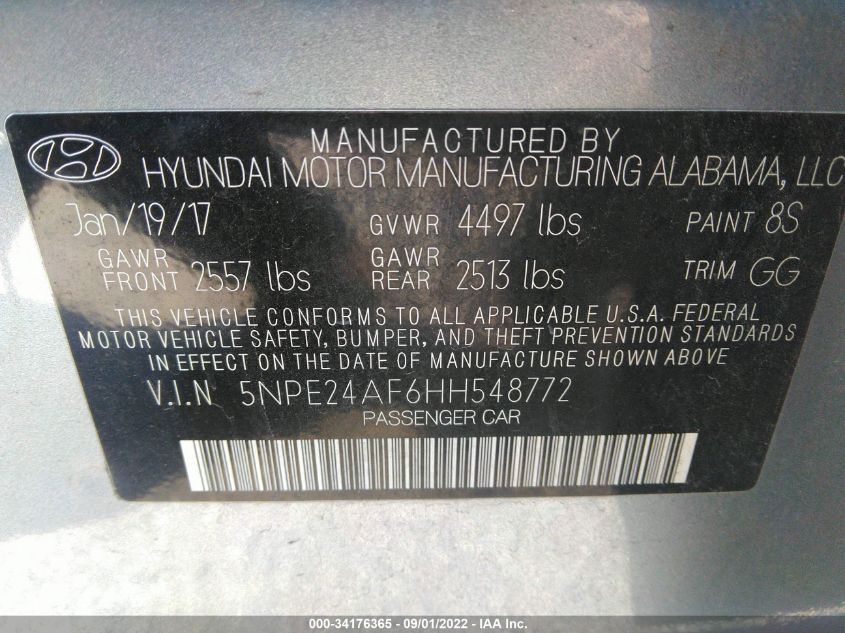 MANUFACTURED BY
HYUNDAI MOTOR MANUFACTURING ALABAMA, LLC
Jan/19/17 GVWR 4497 lbs PAINT 8S
GAWR FRONT 2557 lbs GAWR REAR 2513 lbs TRIM GG
THIS VEHICLE CONFORMS TO ALL APPLICABLE U.S.A. FEDERAL
MOTOR VEHICLE SAFETY, BUMPER, AND THEFT PREVENTION STANDARDS
IN EFFECT ON THE DATE OF MANUFACTURE SHOWN ABOVE
V.I.N 5NPE24AF6HH548772
PASSENGER CAR
000-34176365 - 09/01/2022 - IAA Inc.